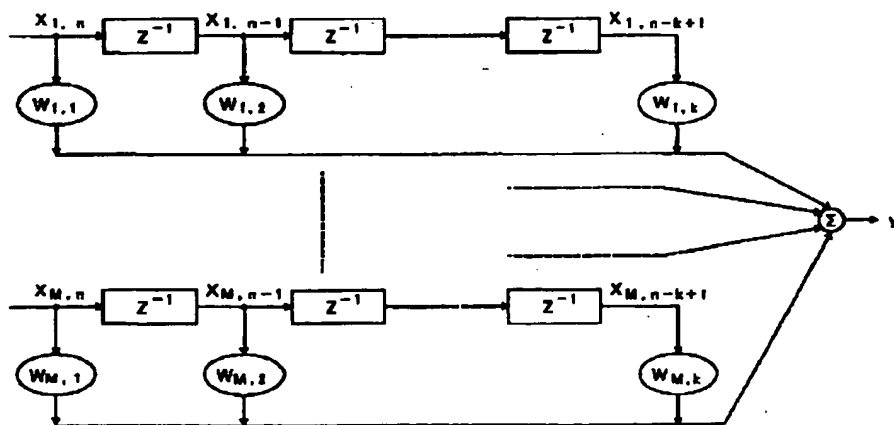 X1,n X1,n-1 X1,n-k+1
Z-1 Z-1 Z-1
W1,1 W1,2 W1,k
Σ Y
XM,n XM,n-1 XM,n-k+1
Z-1 Z-1 Z-1
WM,1 WM,2 WM,k